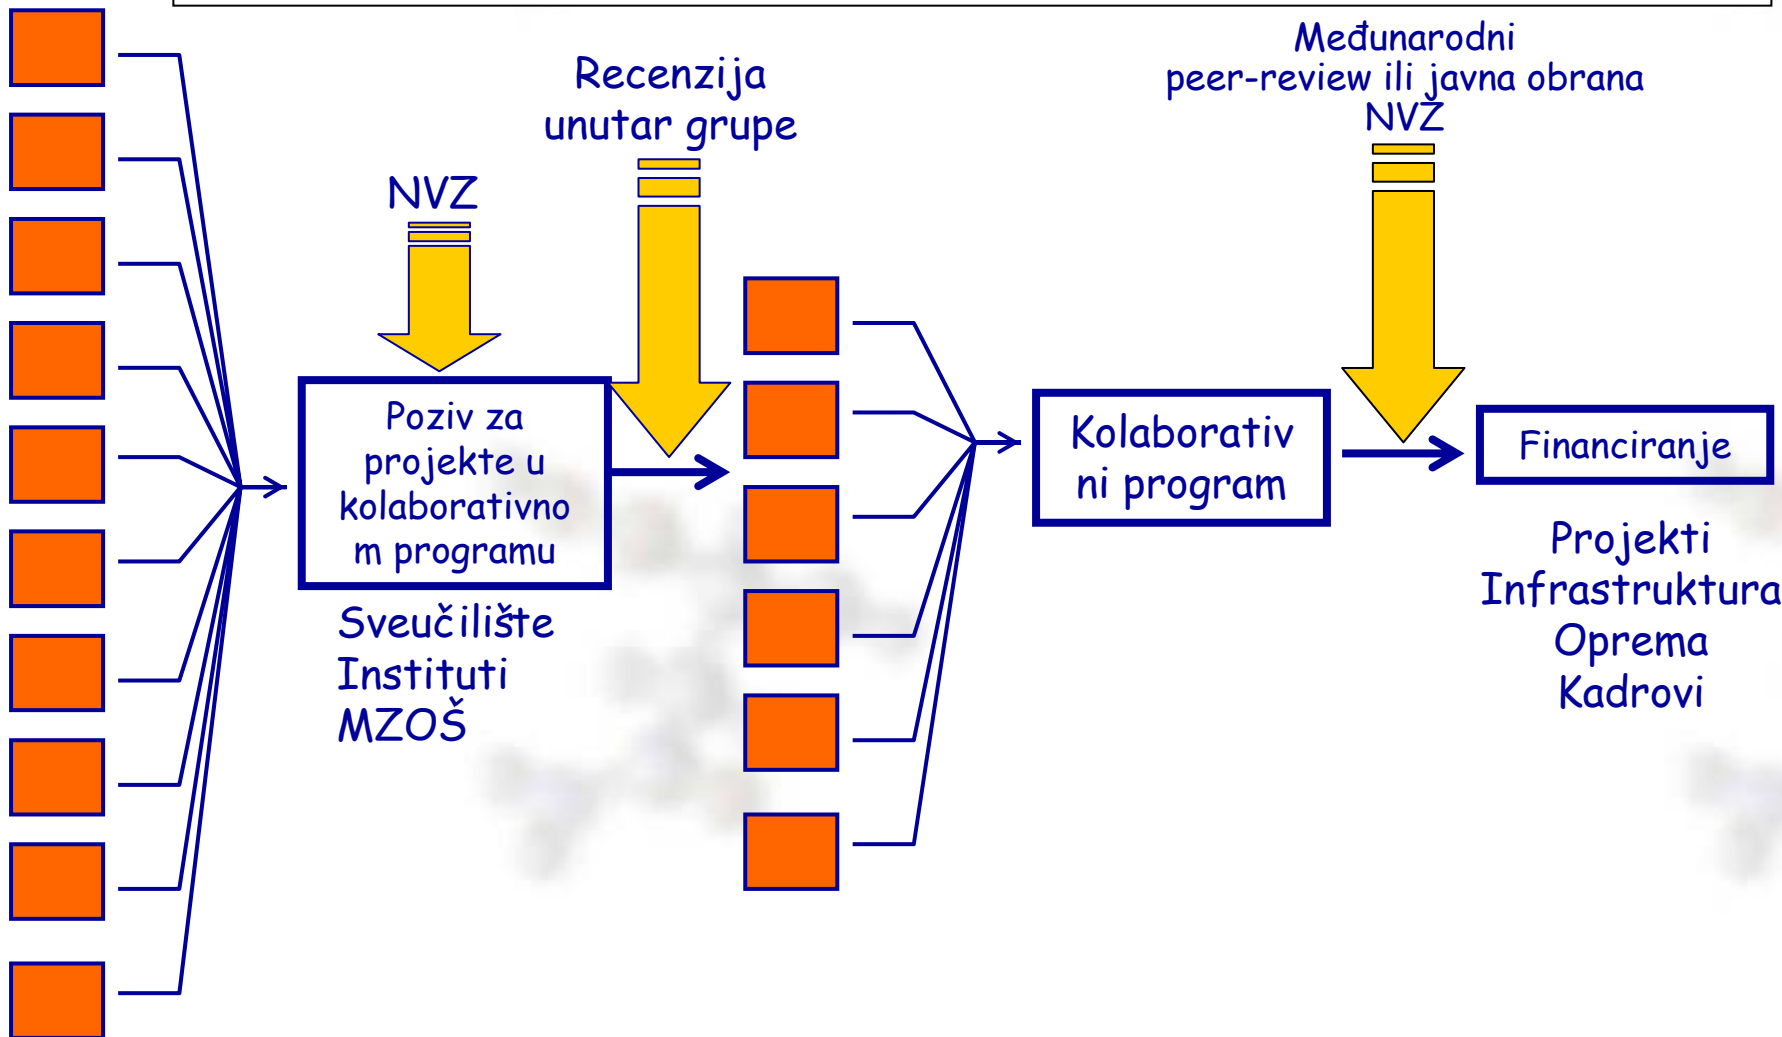 Međunarodni
peer-review ili javna obrana
NVŽ
Recenzija
unutar grupe
NVZ
Poziv za
projekte u
kolaborativno
m programu
Sveučilište
Instituti
MZOŠ
Kolaborativ
ni program
Financiranje
Projekti
Infrastruktura
Oprema
Kadrovi